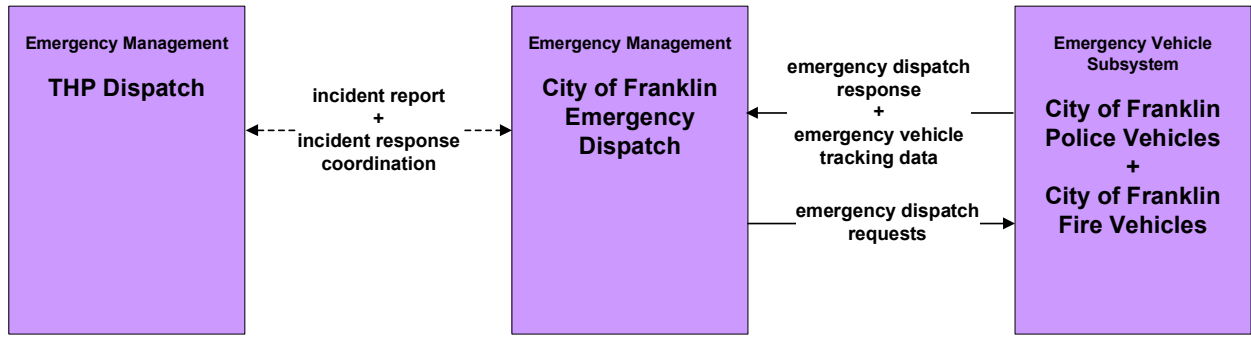 Emergency Management
THP Dispatch
incident report
+
incident response
coordination
Emergency Management
City of Franklin
Emergency
Dispatch
emergency dispatch
response
+
emergency vehicle
tracking data
emergency dispatch
requests
Emergency Vehicle
Subsystem
City of Franklin
Police Vehicles
+
City of Franklin
Fire Vehicles